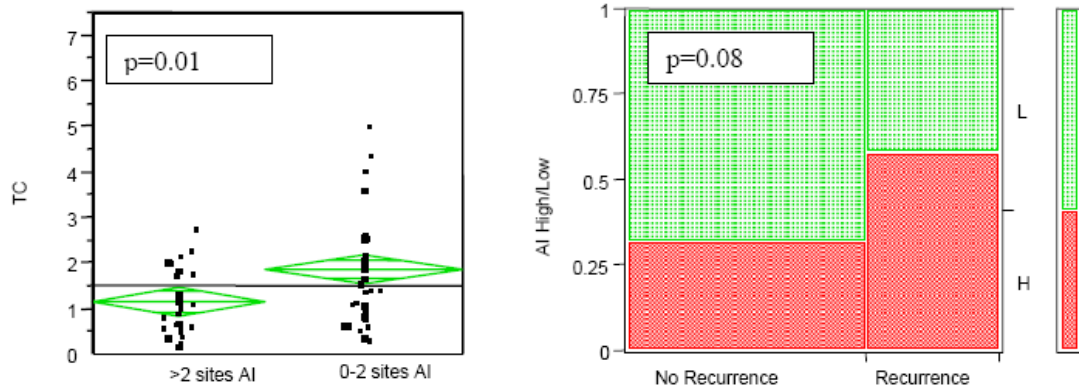 TC
7
6
5
4
3
2
1
0
p=0.01
>2 sites AI
0-2 sites AI
AI High/Low
1
0.75
0.5
0.25
0
p=0.08
L
H
No Recurrence
Recurrence